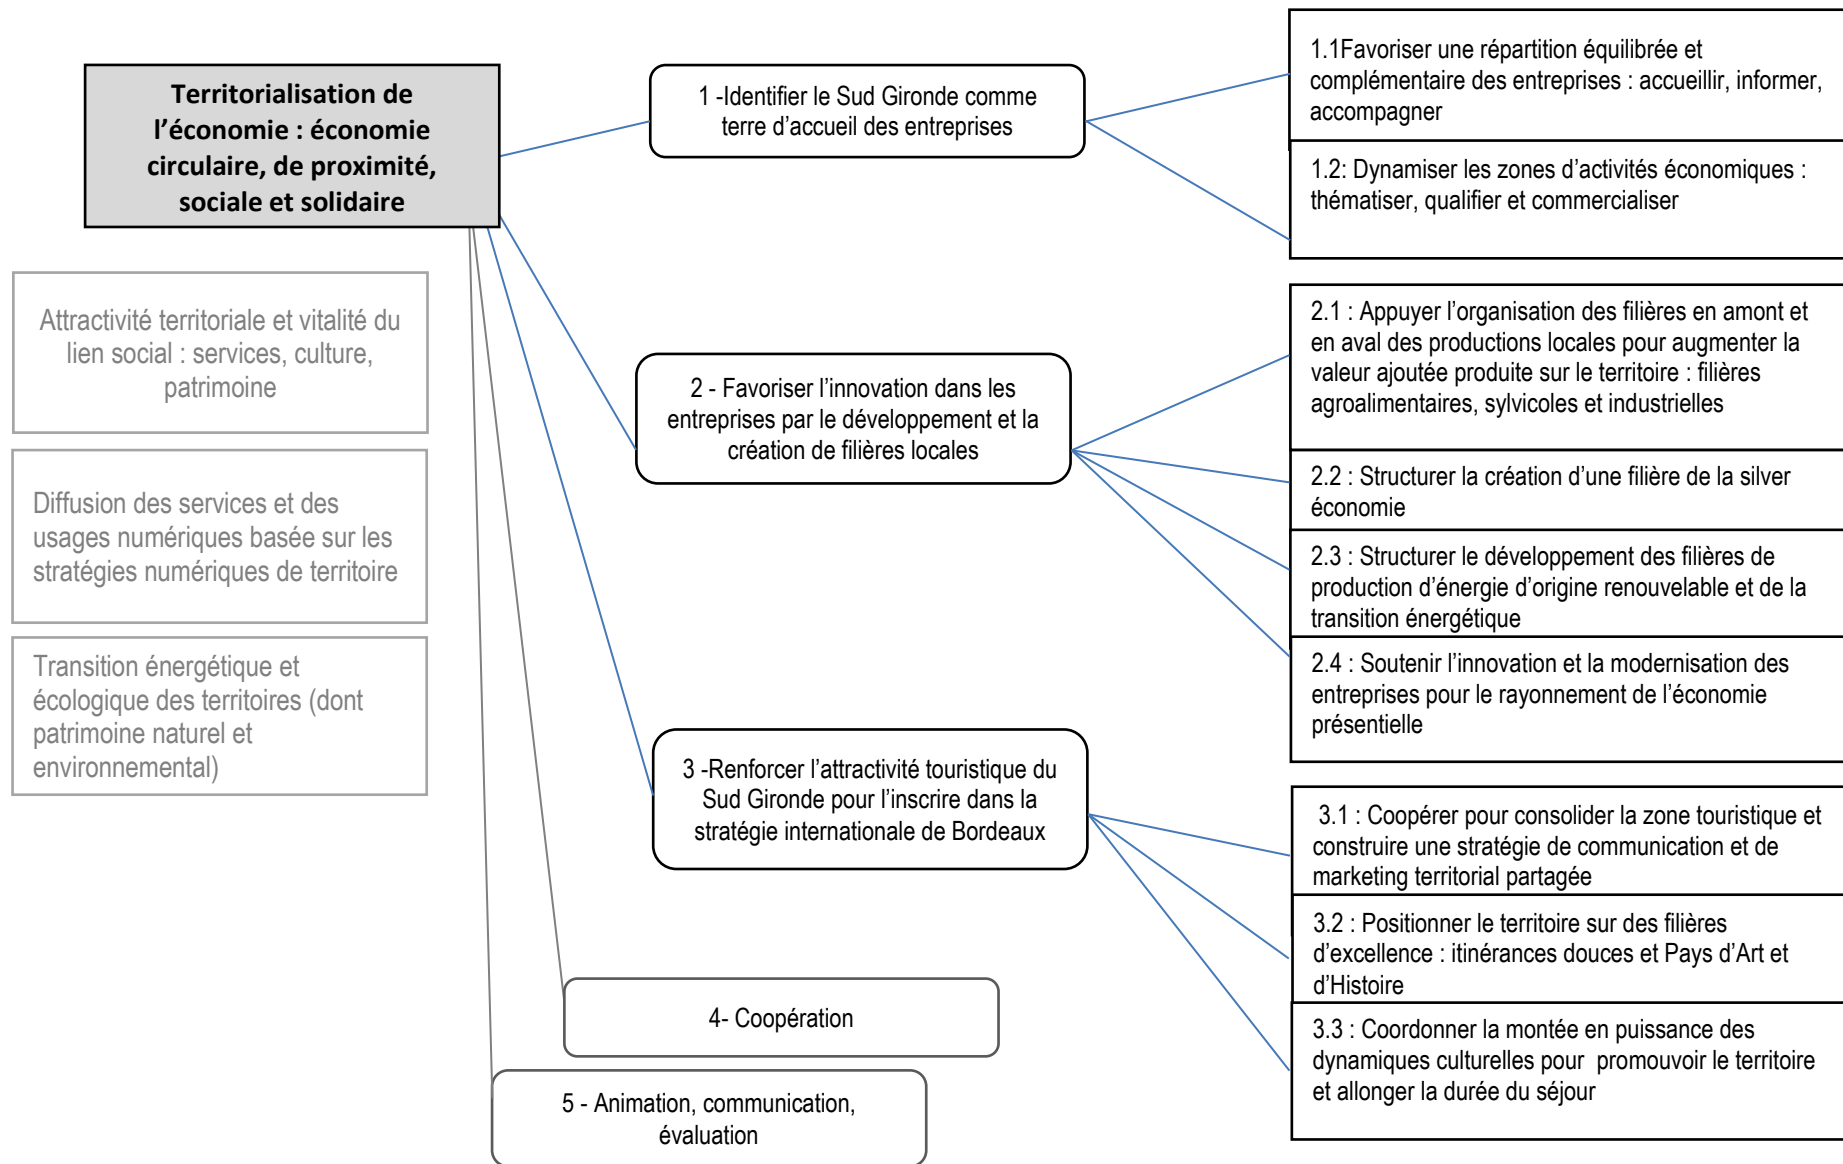 Territorialisation de
l’économie : économie
circulaire, de proximité,
sociale et solidaire
Attractivité territoriale et vitalité du
lien social : services, culture,
patrimoine
Diffusion des services et des
usages numériques basée sur les
stratégies numériques de territoire
Transition énergétique et
écologique des territoires (dont
patrimoine naturel et
environnemental)
1 -Identifier le Sud Gironde comme
terre d’accueil des entreprises
2 - Favoriser l’innovation dans les
entreprises par le développement et la
création de filières locales
3 -Renforcer l’attractivité touristique du
Sud Gironde pour l’inscrire dans la
stratégie internationale de Bordeaux
4- Coopération
5 - Animation, communication,
évaluation
1.1Favoriser une répartition équilibrée et
complémentaire des entreprises : accueillir, informer,
accompagner
1.2: Dynamiser les zones d’activités économiques :
thématiser, qualifier et commercialiser
2.1 : Appuyer l’organisation des filières en amont et
en aval des productions locales pour augmenter la
valeur ajoutée produite sur le territoire : filières
agroalimentaires, sylvicoles et industrielles
2.2 : Structurer la création d’une filière de la silver
économie
2.3 : Structurer le développement des filières de
production d’énergie d’origine renouvelable et de la
transition énergétique
2.4 : Soutenir l’innovation et la modernisation des
entreprises pour le rayonnement de l’économie
présentielle
3.1 : Coopérer pour consolider la zone touristique et
construire une stratégie de communication et de
marketing territorial partagée
3.2 : Positionner le territoire sur des filières
d’excellence : itinérances douces et Pays d’Art et
d’Histoire
3.3 : Coordonner la montée en puissance des
dynamiques culturelles pour  promouvoir le territoire
et allonger la durée du séjour